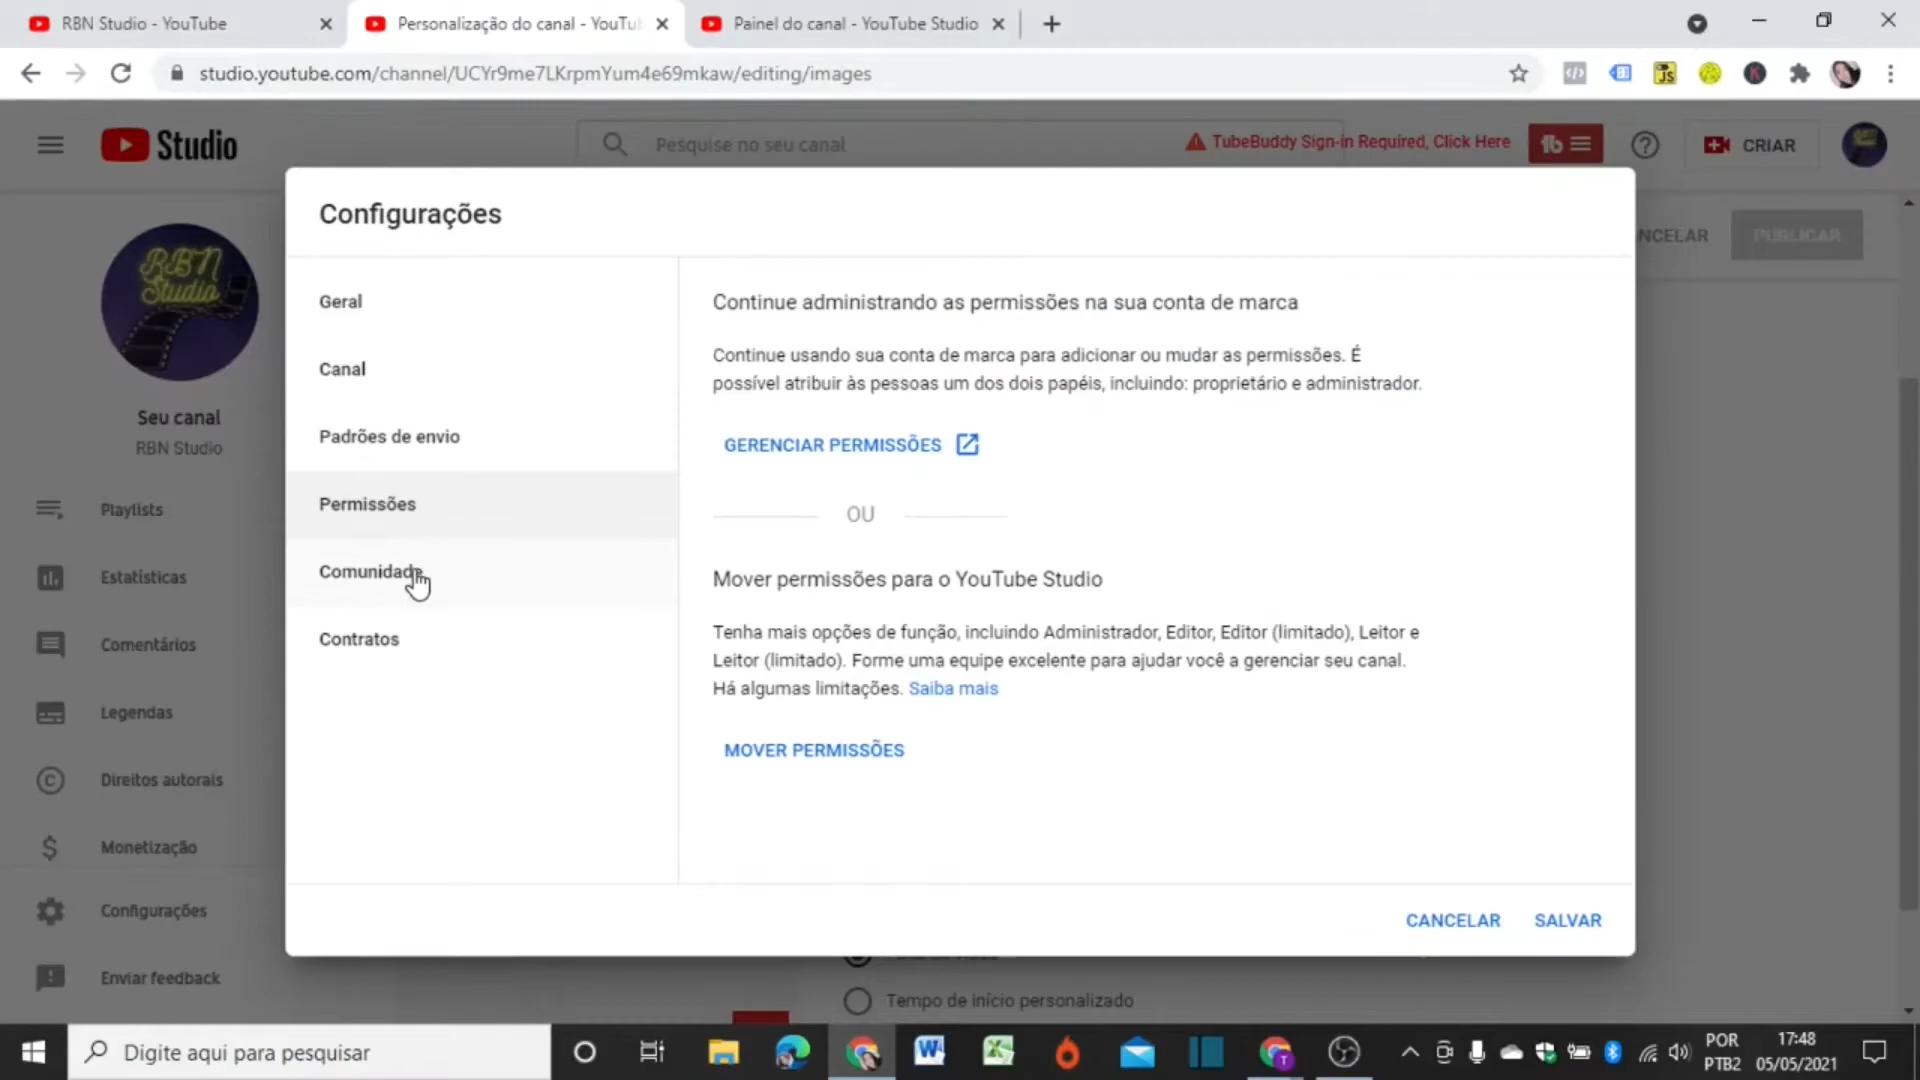 RBN Studio - YouTube
Personalização do canal - YouTu
Painel do canal - YouTube Studio
studio.youtube.com/channel/UCYr9me7LKrpmYum4e69mkaw/editing/images
Studio
Pesquise no seu canal
TubeBuddy Sign-in Required, Click Here
CRIAR
Configurações
NCELAR
PUBLICAR
RBN
Studio
Seu canal
RBN Studio
Playlists
Estatísticas
Comentários
Legendas
Direitos autorais
Monetização
Configurações
Enviar feedback
Geral
Canal
Padrões de envio
Permissões
Comunidade
Contratos
Continue administrando as permissões na sua conta de marca
Continue usando sua conta de marca para adicionar ou mudar as permissões. É
possível atribuir às pessoas um dos dois papéis, incluindo: proprietário e administrador.
GERENCIAR PERMISSÕES
OU
Mover permissões para o YouTube Studio
Tenha mais opções de função, incluindo Administrador, Editor, Editor (limitado), Leitor e
Leitor (limitado). Forme uma equipe excelente para ajudar você a gerenciar seu canal.
Há algumas limitações. Saiba mais
MOVER PERMISSÕES
CANCELAR
SALVAR
Tempo de início personalizado
Digite aqui para pesquisar
POR
PTB2
17:48
05/05/2021